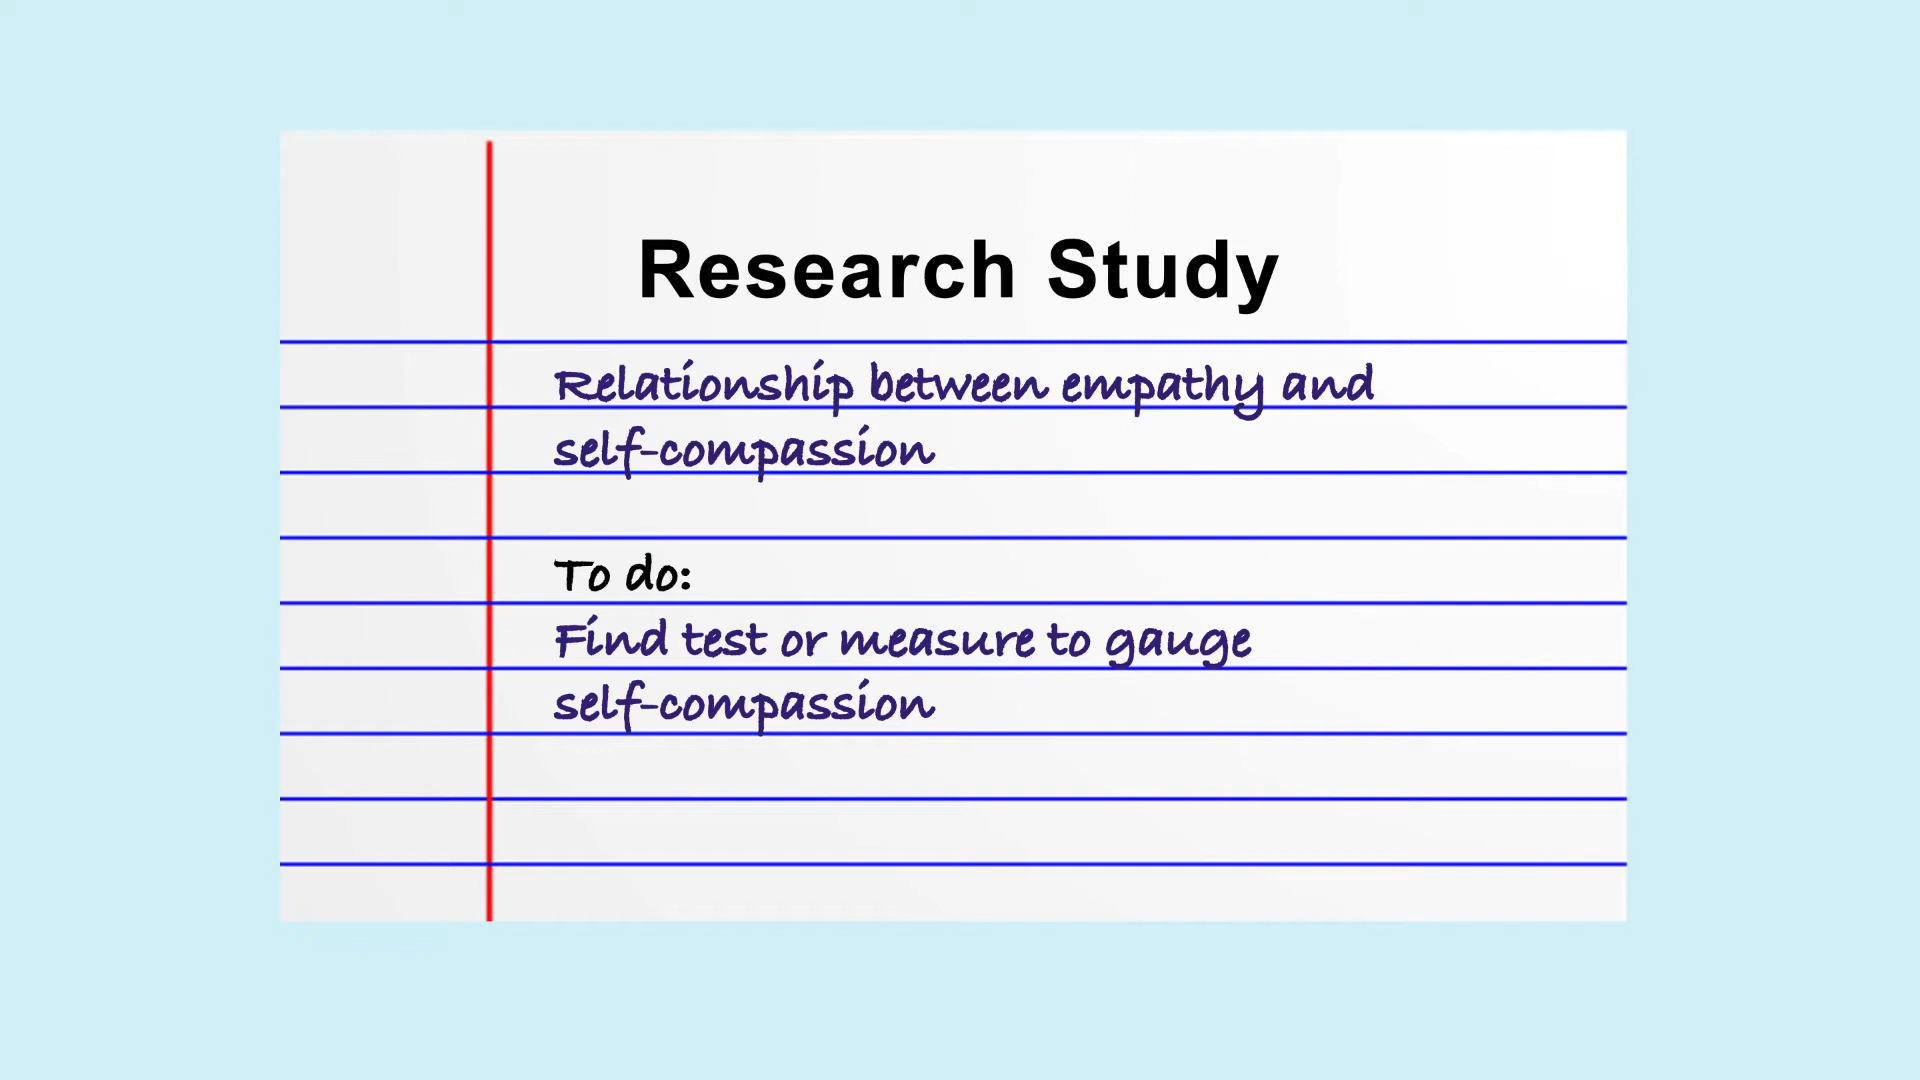 Research Study
Relationship between empathy and
self-compassion
To do:
Find test or measure to gauge
self-compassion